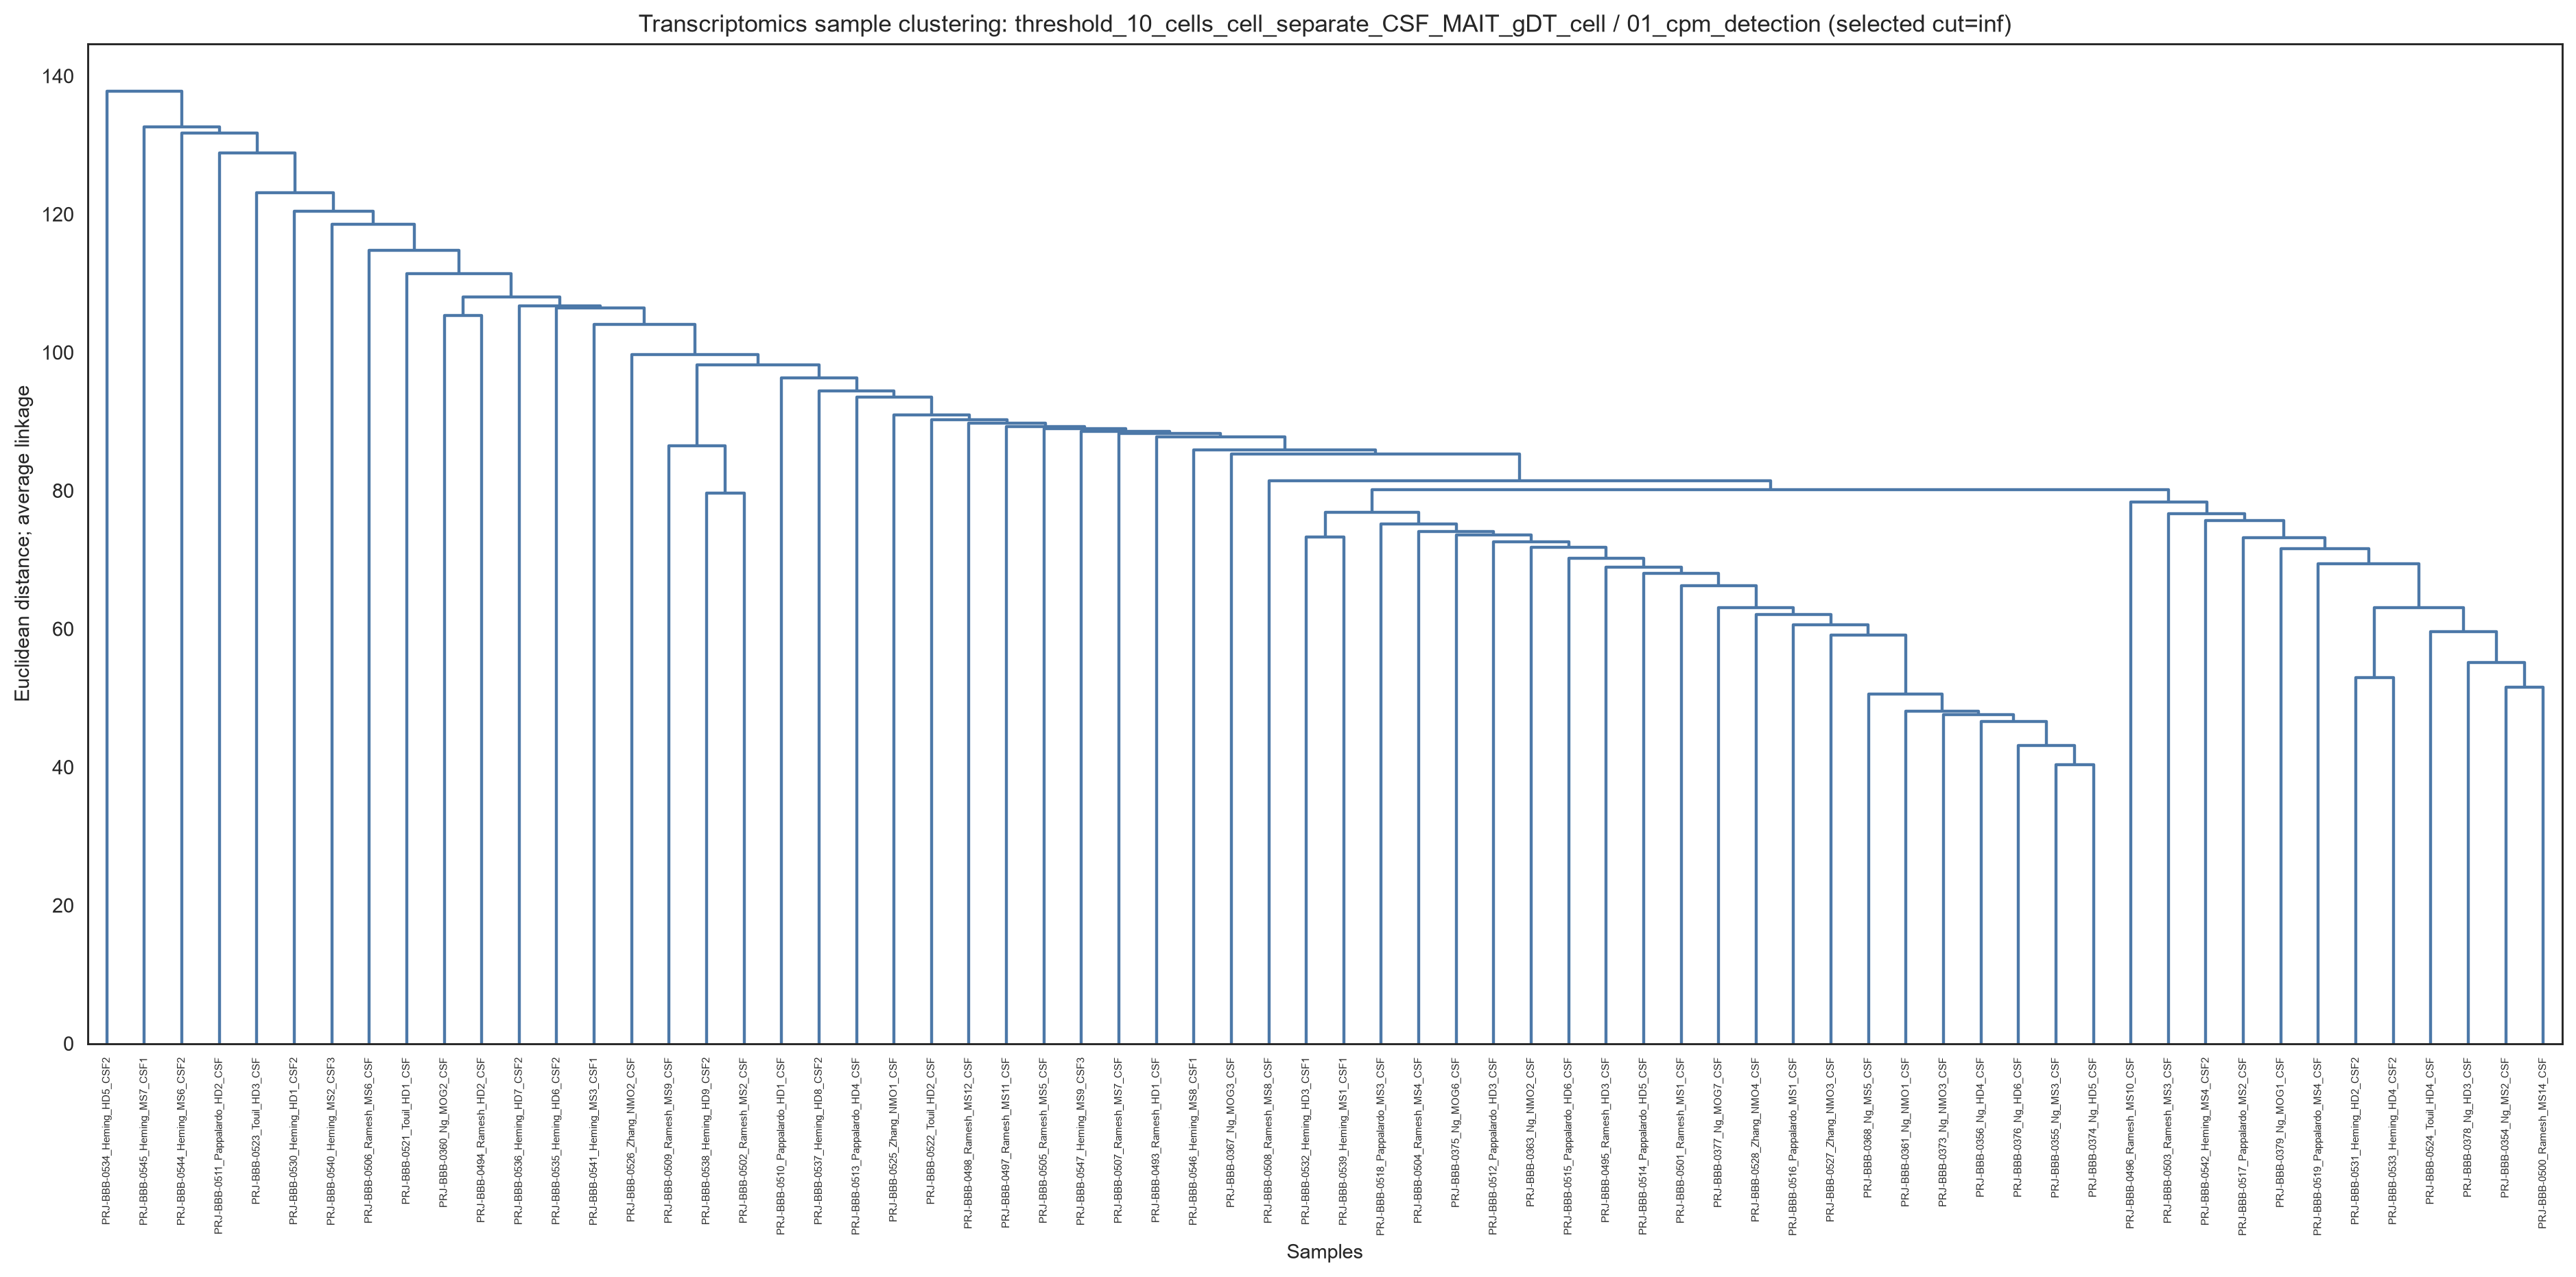 Transcriptomics sample clustering: threshold_10_cells_cell_separate_CSF_MAIT_gDT_cell / 01_cpm_detection (selected cut=inf)
Euclidean distance; average linkage
140
120
100
80
60
40
20
0
PRJ-BBB-0534_Heming_HD5_CSF2
PRJ-BBB-0545_Heming_MS7_CSF1
PRJ-BBB-0544_Heming_MS6_CSF2
PRJ-BBB-0511_Pappalardo_HD2_CSF
PRJ-BBB-0523_Touil_HD3_CSF
PRJ-BBB-0530_Heming_HD1_CSF2
PRJ-BBB-0540_Heming_MS2_CSF3
PRJ-BBB-0506_Ramesh_MS6_CSF
PRJ-BBB-0521_Touil_HD1_CSF
PRJ-BBB-0360_Ng_MOG2_CSF
PRJ-BBB-0494_Ramesh_HD2_CSF
PRJ-BBB-0536_Heming_HD7_CSF2
PRJ-BBB-0535_Heming_HD6_CSF2
PRJ-BBB-0541_Heming_MS3_CSF1
PRJ-BBB-0526_Zhang_NMO2_CSF
PRJ-BBB-0509_Ramesh_MS9_CSF
PRJ-BBB-0538_Heming_HD9_CSF2
PRJ-BBB-0502_Ramesh_MS2_CSF
PRJ-BBB-0510_Pappalardo_HD1_CSF
PRJ-BBB-0537_Heming_HD8_CSF2
PRJ-BBB-0513_Pappalardo_HD4_CSF
PRJ-BBB-0525_Zhang_NMO1_CSF
PRJ-BBB-0522_Touil_HD2_CSF
PRJ-BBB-0498_Ramesh_MS12_CSF
PRJ-BBB-0497_Ramesh_MS11_CSF
PRJ-BBB-0505_Ramesh_MS5_CSF
PRJ-BBB-0547_Heming_MS9_CSF3
PRJ-BBB-0507_Ramesh_MS7_CSF
PRJ-BBB-0493_Ramesh_HD1_CSF
PRJ-BBB-0546_Heming_MS8_CSF1
PRJ-BBB-0367_Ng_MOG3_CSF
PRJ-BBB-0508_Ramesh_MS8_CSF
PRJ-BBB-0532_Heming_HD3_CSF1
PRJ-BBB-0539_Heming_MS1_CSF1
PRJ-BBB-0518_Pappalardo_MS3_CSF
PRJ-BBB-0504_Ramesh_MS4_CSF
PRJ-BBB-0375_Ng_MOG6_CSF
PRJ-BBB-0512_Pappalardo_HD3_CSF
PRJ-BBB-0363_Ng_NMO2_CSF
PRJ-BBB-0515_Pappalardo_HD6_CSF
PRJ-BBB-0495_Ramesh_HD3_CSF
PRJ-BBB-0514_Pappalardo_HD5_CSF
PRJ-BBB-0501_Ramesh_MS1_CSF
PRJ-BBB-0377_Ng_MOG7_CSF
PRJ-BBB-0528_Zhang_NMO4_CSF
PRJ-BBB-0516_Pappalardo_MS1_CSF
PRJ-BBB-0527_Zhang_NMO3_CSF
PRJ-BBB-0368_Ng_MS5_CSF
PRJ-BBB-0361_Ng_NMO1_CSF
PRJ-BBB-0373_Ng_NMO3_CSF
PRJ-BBB-0356_Ng_HD4_CSF
PRJ-BBB-0376_Ng_HD6_CSF
PRJ-BBB-0355_Ng_MS3_CSF
PRJ-BBB-0374_Ng_HD5_CSF
PRJ-BBB-0496_Ramesh_MS10_CSF
PRJ-BBB-0503_Ramesh_MS3_CSF
PRJ-BBB-0542_Heming_MS4_CSF2
PRJ-BBB-0517_Pappalardo_MS2_CSF
PRJ-BBB-0379_Ng_MOG1_CSF
PRJ-BBB-0519_Pappalardo_MS4_CSF
PRJ-BBB-0531_Heming_HD2_CSF2
PRJ-BBB-0533_Heming_HD4_CSF2
PRJ-BBB-0524_Touil_HD4_CSF
PRJ-BBB-0378_Ng_HD3_CSF
PRJ-BBB-0354_Ng_MS2_CSF
PRJ-BBB-0500_Ramesh_MS14_CSF
Samples